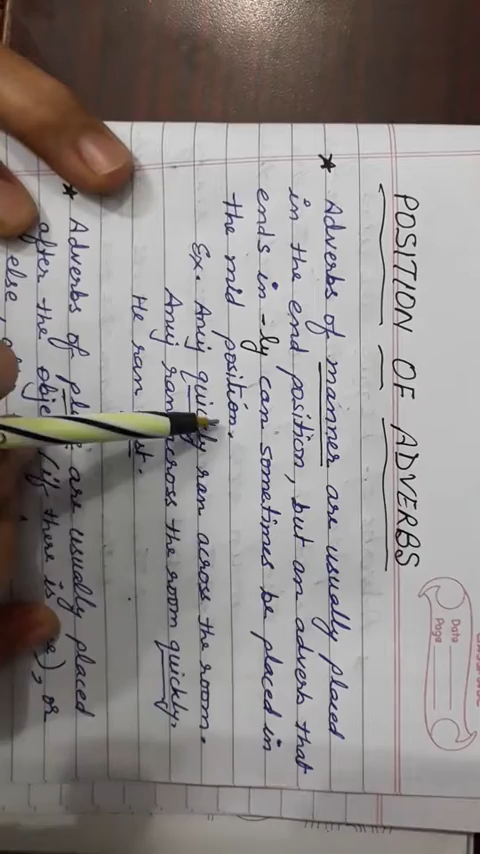 Date
Page
POSITION OF ADVERBS
* Adverbs of manner are usually placed
in the end position, but an adverb that
ends in -ly can sometimes be placed in
the mid position.
Ex. Anuj quickly ran across the room.
Anuj ran across the room quickly.
He ran
* Adverbs of are usually placed
after the (if there is), or
else,